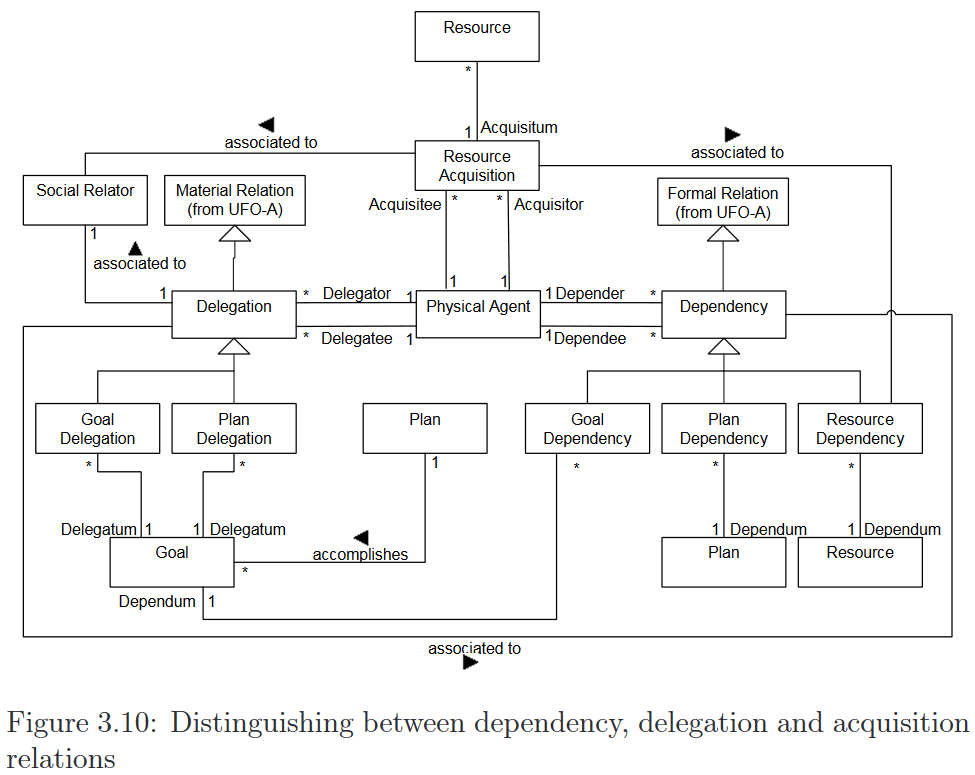 Resource
*
1 Acquisitum
associated to
associated to
Resource
Acquisition
Social Relator
Material Relation
(from UFO-A)
Formal Relation
(from UFO-A)
Acquisitee * * Acquisitor
1
associated to
1 1
1 Delegation * Delegator 1 Physical Agent 1 Depender * Dependency
* Delegatee 1 1 Dependee *
Goal
Delegation
Plan
Delegation
Plan
Goal
Dependency
Plan
Dependency
Resource
Dependency
* * 1 * * *
Delegatum 1 1 Delegatum 1 Dependum 1 Dependum
Goal
accomplishes
*
Plan
Resource
Dependum 1
associated to
Figure 3.10: Distinguishing between dependency, delegation and acquisition
relations